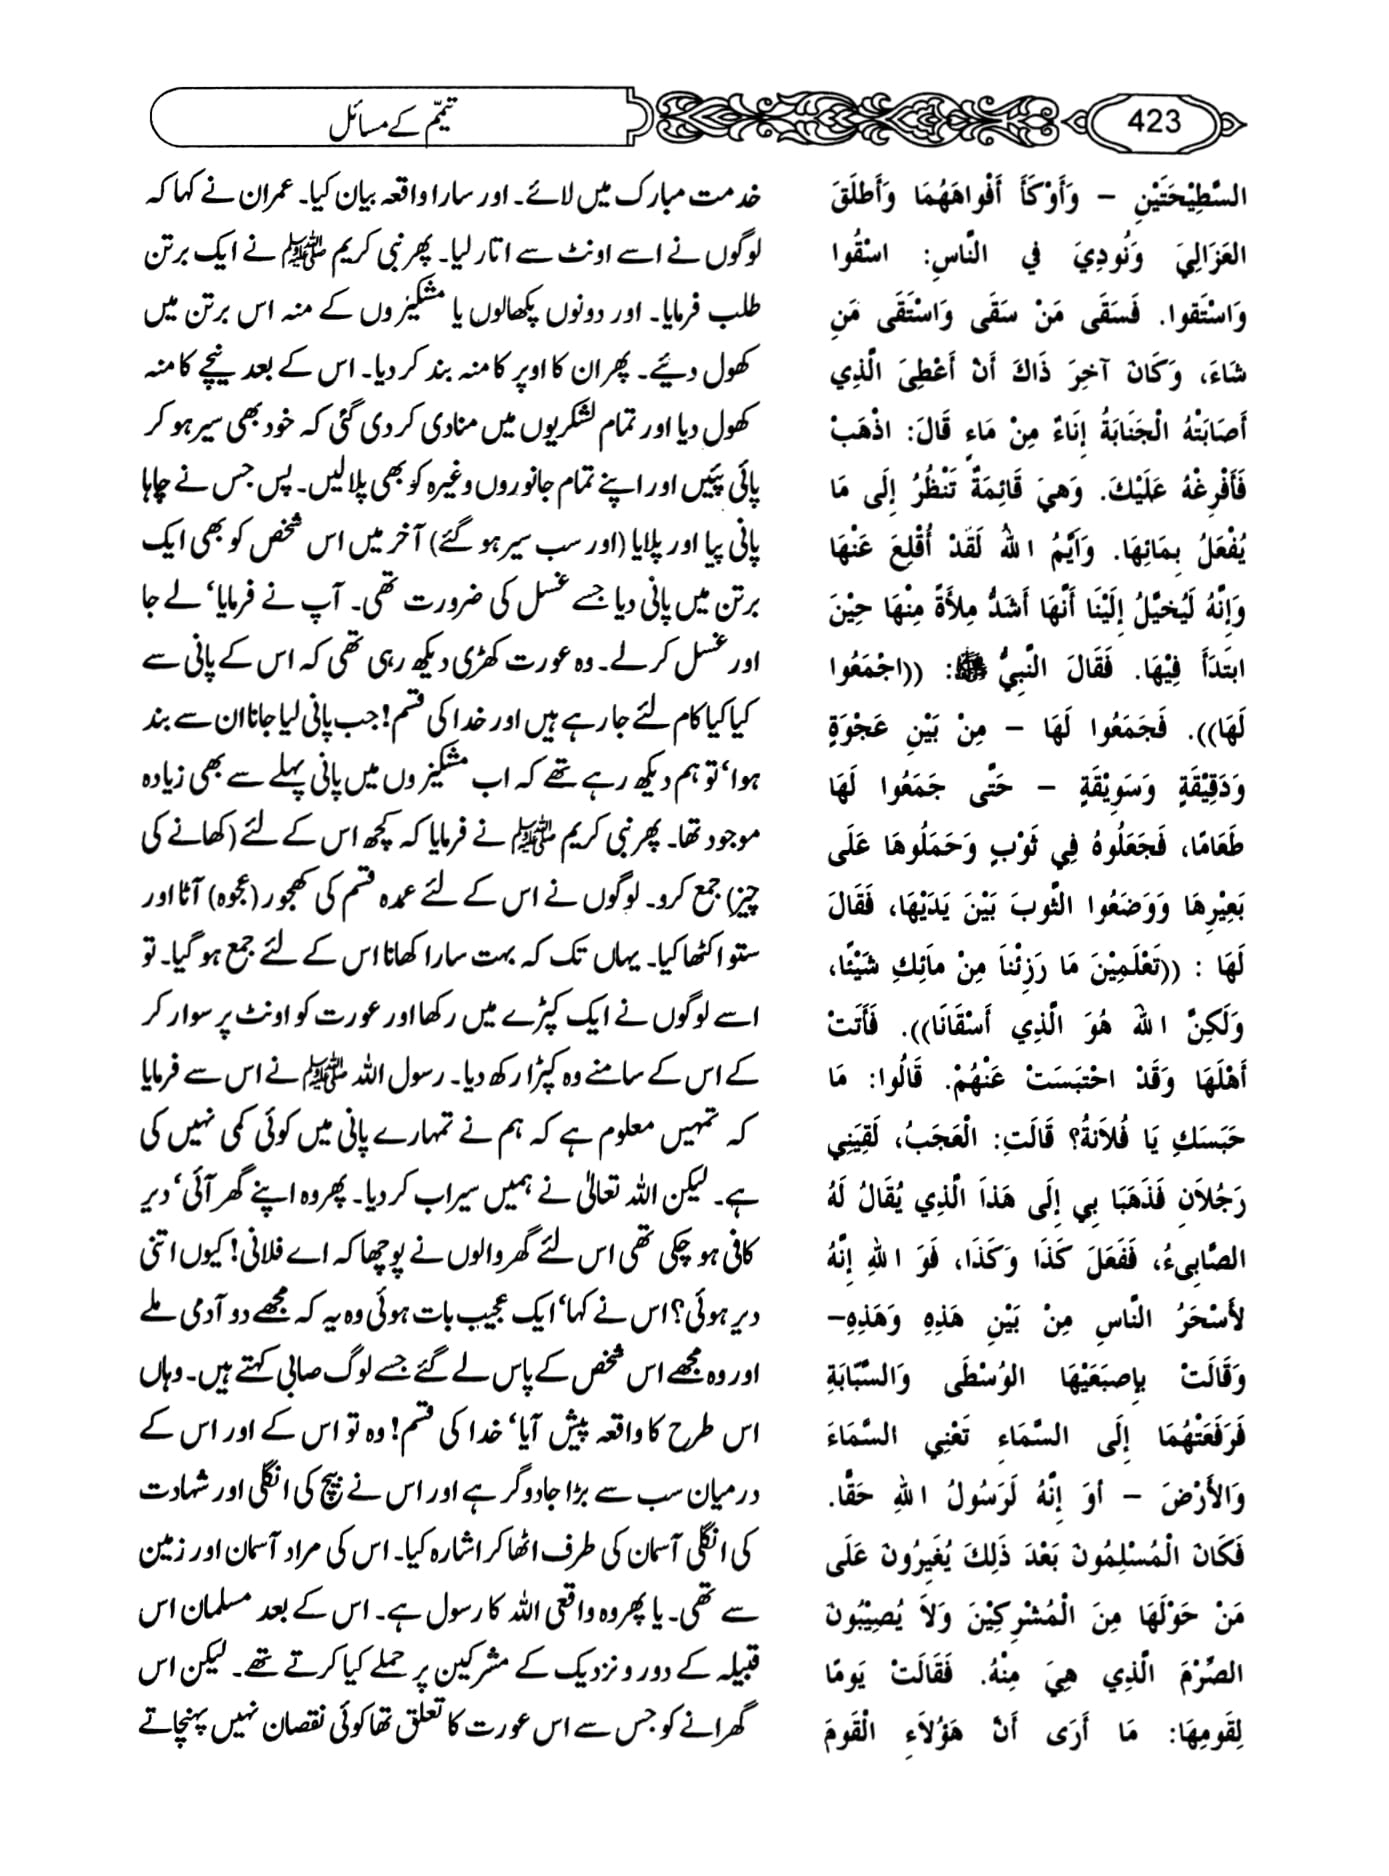 423
تیمّم کے مسائل
السَّطِيْحَتَيْنِ – وَأَوْكَأَ أَفْوَاهَهُمَا وَأَطْلَقَ
العَزَالِيَ وَنُودِيَ في النَّاسِ: اسْقُوا
وَاسْتَقوا. فَسَقَى مَنْ سَقَى وَاسْتَقَى مَنِ
شَاءَ، وَكَانَ آخِرَ ذَاكَ أَنْ أَعْطِىَ الَّذِي
أَصَابَتْهُ الْجَنَابَةُ إِنَاءً مِنْ مَاءٍ قَالَ: اذْهَبْ
فَأَفْرِغْهُ عَلَيْكَ. وَهِيَ قَائِمَةٌ تَنْظُرُ إِلَى مَا
يُفْعَلُ بِمَائِهَا. وَأَيْمُ اللهُ لَقَدْ أُقْلِعَ عَنْهَا
وَإِنَّهُ لَيُخَيَّلُ إِلَيْنَا أَنَّهَا أَشَدُّ مِلأَةً مِنْهَا حِيْنَ
ابتَدَأَ فِيْهَا. فَقَالَ النَّبِيُّ ﷺ: ((اجْمَعُوا
لَهَا)). فَجَمَعُوا لَهَا – مِنْ بَيْنِ عَجْوَةٍ
وَدَقِيْقَةٍ وَسَوِيْقَةٍ – حَتَّى جَمَعُوا لَهَا
طَعَامًا، فَجَعَلُوهُ فِي ثَوْبٍ وَحَمَلُوهَا عَلَى
بَعِيْرِهَا وَوَضَعُوا الثَّوبَ بَيْنَ يَدَيْهَا، فَقَالَ
لَهَا : ((تَعْلَمِيْنَ مَا رَزِئْنَا مِنْ مَائِكِ شَيْئًا،
وَلَكِنَّ اللهَ هُوَ الَّذِي أَسْقَانَا)). فَأَتَتْ
أَهْلَهَا وَقَدْ احْتَبَسَتْ عَنْهُمْ. قَالُوا: مَا
حَبَسَكِ يَا فُلاَنةُ؟ قَالَتِ: الْعَجَبُ، لَقِيَنِي
رَجُلاَنِ فَذَهَبَا بِي إِلَى هَذَا الَّذِي يُقَالُ لَهُ
الصَّابِىءُ، فَفَعَلَ كَذَا وَكَذَا، فَوَ اللهِ إِنَّهُ
لأَسْحَرُ النَّاسِ مِنْ بَيْنِ هَذِهِ وَهَذِهِ–
وَقَالَتْ بِإِصبَعَيْهَا الوُسْطَى وَالسَّبَّابَةِ
فَرَفَعَتْهُمَا إِلَى السَّمَاءِ تَعْنِي السَّمَاءَ
وَالأَرْضَ – أوَ إِنَّهُ لَرَسُولُ اللهِ حَقًّا.
فَكَانَ الْمُسْلِمُونَ بَعْدَ ذَلِكَ يُغِيرُونَ عَلَى
مَنْ حَوْلَهَا مِنَ الْمُشْرِكِيْنَ وَلاَ يُصِيْبُونَ
الصِّرْمَ الَّذِي هِيَ مِنْهُ. فَقَالَتْ يَومًا
لِقَومِهَا: مَا أَرَى أَنَّ هَؤُلاَءِ الْقَومَ
خدمت مبارک میں لائے۔ اور سارا واقعہ بیان کیا۔ عمران نے کہا کہ
لوگوں نے اسے اونٹ سے اتار لیا۔ پھر نبی کریم ﷺ نے ایک برتن
طلب فرمایا۔ اور دونوں پکھالوں یا مشکیزوں کے منہ اس برتن میں
کھول دیئے۔ پھر ان کا اوپر کا منہ بند کر دیا۔ اس کے بعد نیچے کا منہ
کھول دیا اور تمام لشکریوں میں منادی کر دی گئی کہ خود بھی سیر ہو کر
پانی پئیں اور اپنے تمام جانوروں وغیرہ کو بھی پلا لیں۔ پس جس نے چاہا
پانی پیا اور پلایا (اور سب سیر ہو گئے) آخر میں اس شخص کو بھی ایک
برتن میں پانی دیا جسے غسل کی ضرورت تھی۔ آپ نے فرمایا' لے جا
اور غسل کر لے۔ وہ عورت کھڑی دیکھ رہی تھی کہ اس کے پانی سے
کیا کیا کام لئے جا رہے ہیں اور خدا کی قسم! جب پانی لیا جانا ان سے بند
ہوا' تو ہم دیکھ رہے تھے کہ اب مشکیزوں میں پانی پہلے سے بھی زیادہ
موجود تھا۔ پھر نبی کریم ﷺ نے فرمایا کہ کچھ اس کے لئے (کھانے کی
چیز) جمع کرو۔ لوگوں نے اس کے لئے عمدہ قسم کی کھجور (عجوہ) آٹا اور
ستو اکٹھا کیا۔ یہاں تک کہ بہت سارا کھانا اس کے لئے جمع ہو گیا۔ تو
اسے لوگوں نے ایک کپڑے میں رکھا اور عورت کو اونٹ پر سوار کر
کے اس کے سامنے وہ کپڑا رکھ دیا۔ رسول اللہ ﷺ نے اس سے فرمایا
کہ تمہیں معلوم ہے کہ ہم نے تمہارے پانی میں کوئی کمی نہیں کی
ہے۔ لیکن اللہ تعالیٰ نے ہمیں سیراب کر دیا۔ پھر وہ اپنے گھر آئی' دیر
کافی ہو چکی تھی اس لئے گھر والوں نے پوچھا کہ اے فلانی! کیوں اتنی
دیر ہوئی؟ اس نے کہا' ایک عجیب بات ہوئی وہ یہ کہ مجھے دو آدمی ملے
اور وہ مجھے اس شخص کے پاس لے گئے جسے لوگ صابی کہتے ہیں۔ وہاں
اس طرح کا واقعہ پیش آیا' خدا کی قسم! وہ تو اس کے اور اس کے
درمیان سب سے بڑا جادوگر ہے اور اس نے بیچ کی انگلی اور شہادت
کی انگلی آسمان کی طرف اٹھا کر اشارہ کیا۔ اس کی مراد آسمان اور زمین
سے تھی۔ یا پھر وہ واقعی اللہ کا رسول ہے۔ اس کے بعد مسلمان اس
قبیلہ کے دور و نزدیک کے مشرکین پر حملے کیا کرتے تھے۔ لیکن اس
گھرانے کو جس سے اس عورت کا تعلق تھا کوئی نقصان نہیں پہنچاتے